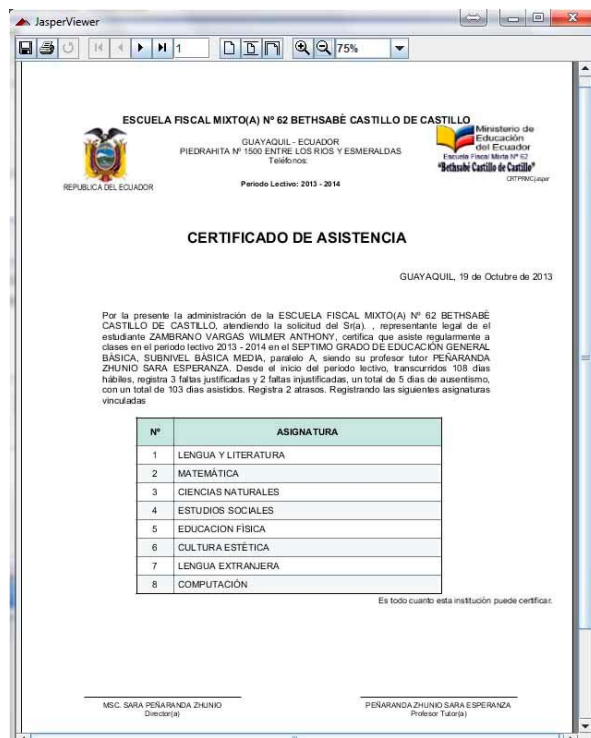 JasperViewer
1
75%
ESCUELA FISCAL MIXTO(A) Nº 62 BETHSABÈ CASTILLO DE CASTILLO
GUAYAQUIL - ECUADOR
PIEDRAHITA Nº 1500 ENTRE LOS RIOS Y ESMERALDAS
Teléfonos:
REPUBLICA DEL ECUADOR
Periodo Lectivo: 2013 - 2014
Ministerio de
Educación
del Ecuador
Escuela Fiscal Mixta Nº 62
"Bethsabé Castillo de Castillo"
CRTPRMC.jasper
CERTIFICADO DE ASISTENCIA
GUAYAQUIL, 19 de Octubre de 2013
Por la presente la administración de la ESCUELA FISCAL MIXTO(A) Nº 62 BETHSABÈ
CASTILLO DE CASTILLO, atendiendo la solicitud del Sr(a). , representante legal de el
estudiante ZAMBRANO VARGAS WILMER ANTHONY, certifica que asiste regularmente a
clases en el periodo lectivo 2013 - 2014 en el SEPTIMO GRADO DE EDUCACIÓN GENERAL
BÀSICA, SUBNIVEL BÀSICA MEDIA, paralelo A, siendo su profesor tutor PEÑARANDA
ZHUNIO SARA ESPERANZA. Desde el inicio del periodo lectivo, transcurridos 108 dias
hábiles, registra 3 faltas justificadas y 2 faltas injustificadas, un total de 5 dias de ausentismo,
con un total de 103 dias asistidos. Registra 2 atrasos. Registrando las siguientes asignaturas
vinculadas
Nº ASIGNATURA
1 LENGUA Y LITERATURA
2 MATEMÀTICA
3 CIENCIAS NATURALES
4 ESTUDIOS SOCIALES
5 EDUCACION FÌSICA
6 CULTURA ESTÈTICA
7 LENGUA EXTRANJERA
8 COMPUTACIÓN
Es todo cuanto esta institución puede certificar.
MSC. SARA PEÑARANDA ZHUNIO
Director(a)
PEÑARANDA ZHUNIO SARA ESPERANZA
Profesor Tutor(a)